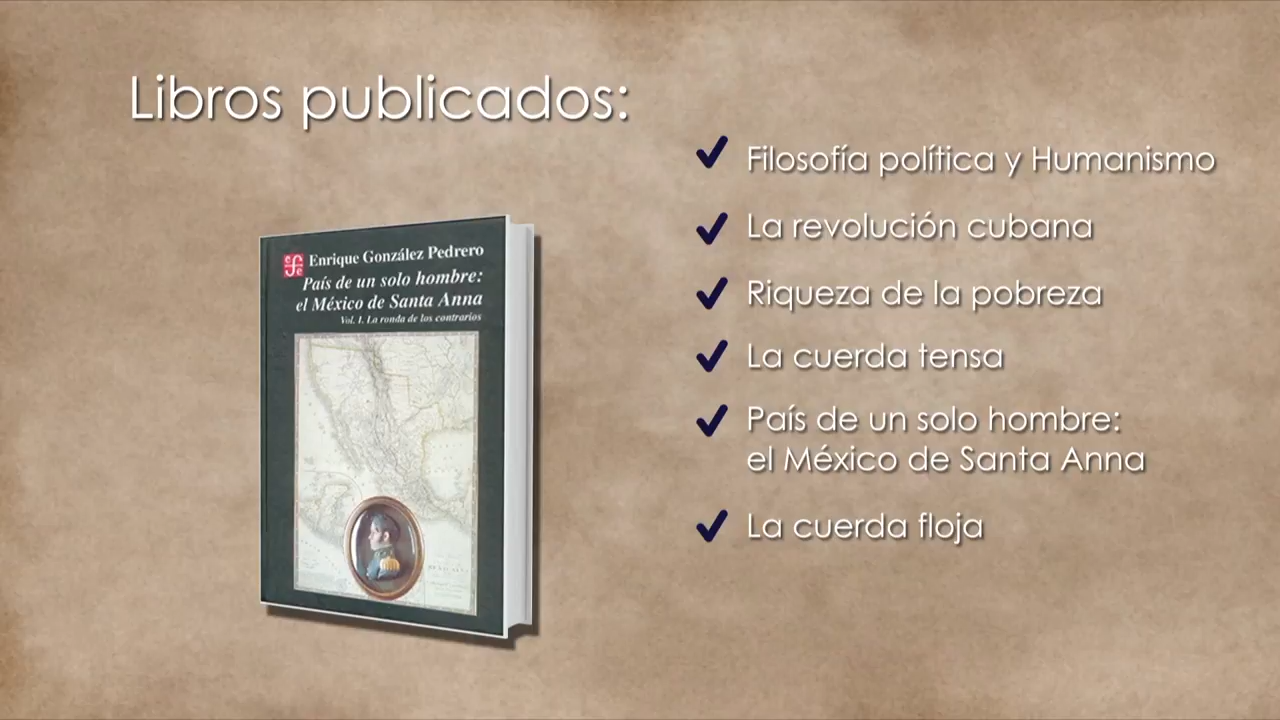 Libros publicados:
Filosofía política y Humanismo
La revolución cubana
Riqueza de la pobreza
La cuerda tensa
País de un solo hombre:
el México de Santa Anna
La cuerda floja
Enrique González Pedrero
País de un solo hombre:
el México de Santa Anna
Vol. I. La ronda de los contrarios